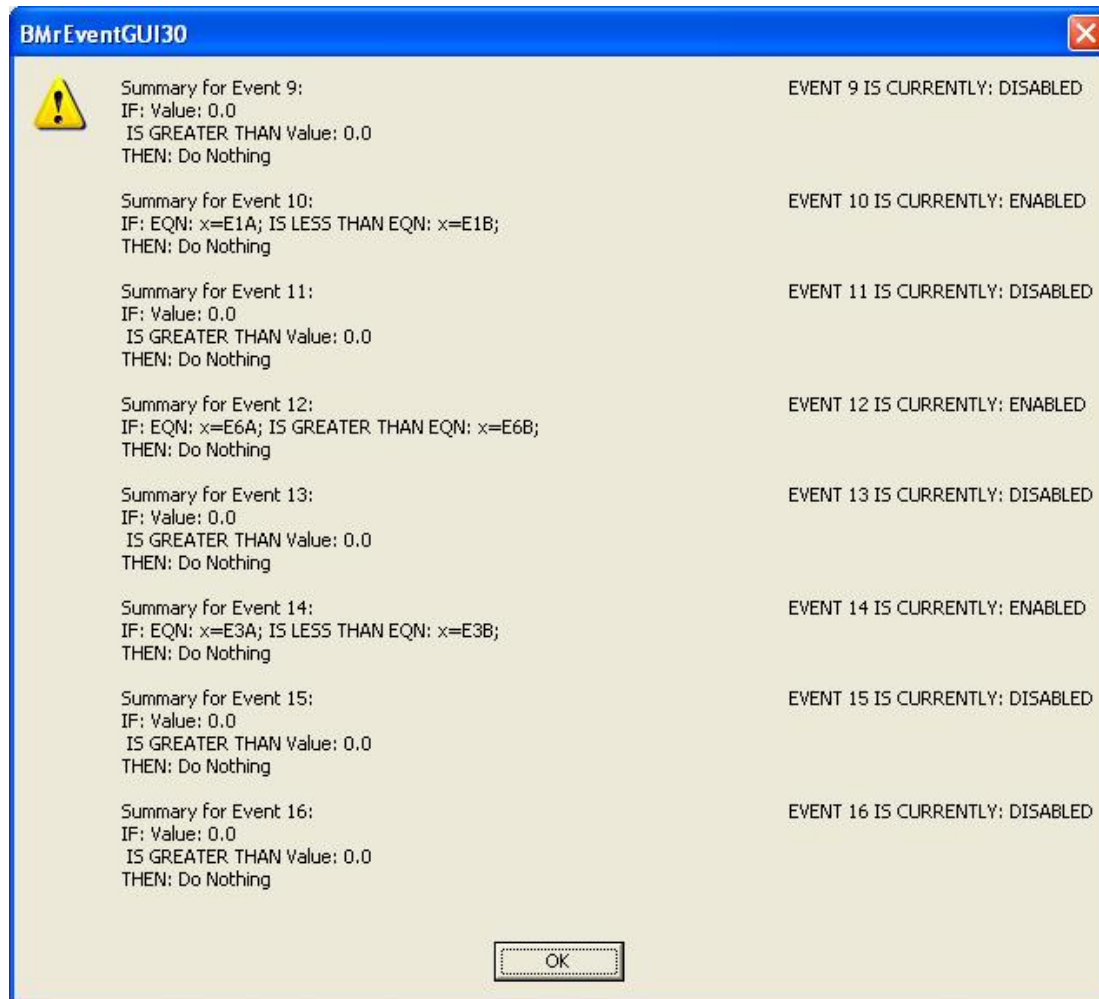 BMrEventGUI30
Summary for Event 9: EVENT 9 IS CURRENTLY: DISABLED
IF: Value: 0.0
IS GREATER THAN Value: 0.0
THEN: Do Nothing
Summary for Event 10: EVENT 10 IS CURRENTLY: ENABLED
IF: EQN: x=E1A; IS LESS THAN EQN: x=E1B;
THEN: Do Nothing
Summary for Event 11: EVENT 11 IS CURRENTLY: DISABLED
IF: Value: 0.0
IS GREATER THAN Value: 0.0
THEN: Do Nothing
Summary for Event 12: EVENT 12 IS CURRENTLY: ENABLED
IF: EQN: x=E6A; IS GREATER THAN EQN: x=E6B;
THEN: Do Nothing
Summary for Event 13: EVENT 13 IS CURRENTLY: DISABLED
IF: Value: 0.0
IS GREATER THAN Value: 0.0
THEN: Do Nothing
Summary for Event 14: EVENT 14 IS CURRENTLY: ENABLED
IF: EQN: x=E3A; IS LESS THAN EQN: x=E3B;
THEN: Do Nothing
Summary for Event 15: EVENT 15 IS CURRENTLY: DISABLED
IF: Value: 0.0
IS GREATER THAN Value: 0.0
THEN: Do Nothing
Summary for Event 16: EVENT 16 IS CURRENTLY: DISABLED
IF: Value: 0.0
IS GREATER THAN Value: 0.0
THEN: Do Nothing
OK